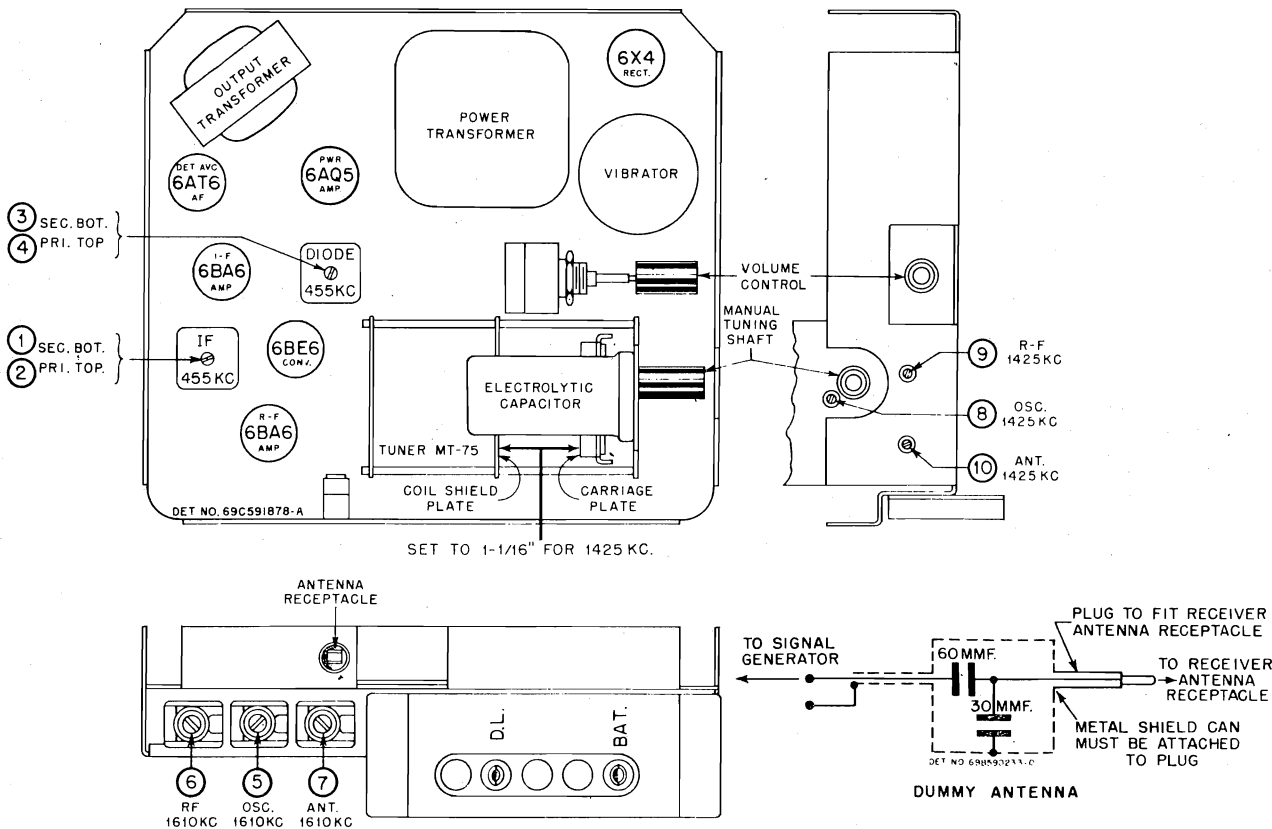 OUTPUT
TRANSFORMER
POWER
TRANSFORMER
6X4
RECT.
VIBRATOR
DET AVC
6AT6
AF
PWR
6AQ5
AMP
3 SEC. BOT.
4 PRI. TOP
I-F
6BA6
AMP
DIODE
455KC
1 SEC. BOT.
2 PRI. TOP.
IF
455KC
6BE6
CONV.
R-F
6BA6
AMP
VOLUME
CONTROL
MANUAL
TUNING
SHAFT
ELECTROLYTIC
CAPACITOR
TUNER MT-75
COIL SHIELD
PLATE
CARRIAGE
PLATE
DET NO. 69C591878-A
SET TO 1-1/16" FOR 1425 KC.
9 R-F
1425KC
8 OSC.
1425KC
10 ANT.
1425KC
ANTENNA
RECEPTACLE
D.L.
BAT.
6
RF
1610KC
5
OSC.
1610KC
7
ANT.
1610KC
TO SIGNAL
GENERATOR
60 MMF.
30 MMF.
PLUG TO FIT RECEIVER
ANTENNA RECEPTACLE
TO RECEIVER
ANTENNA
RECEPTACLE
METAL SHIELD CAN
MUST BE ATTACHED
TO PLUG
DUMMY ANTENNA